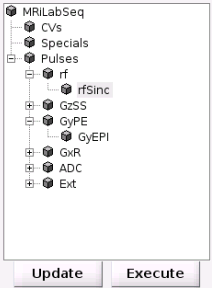 MRiLabSeq
CVs
Specials
Pulses
rf
rfSinc
GzSS
GyPE
GyEPI
GxR
ADC
Ext
Update Execute